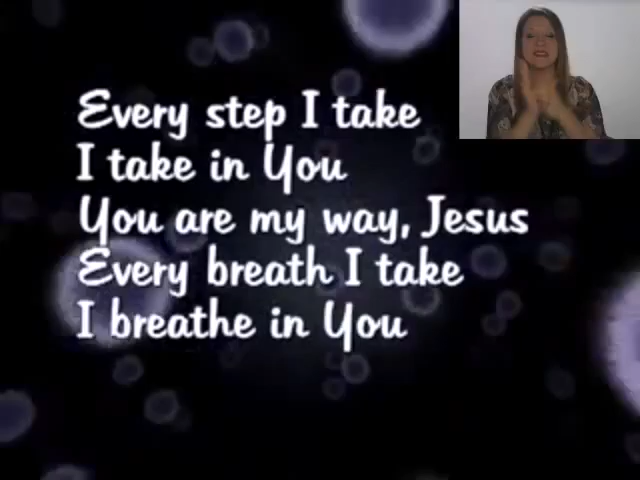 Every step I take
I take in You
You are my way, Jesus
Every breath I take
I breathe in You